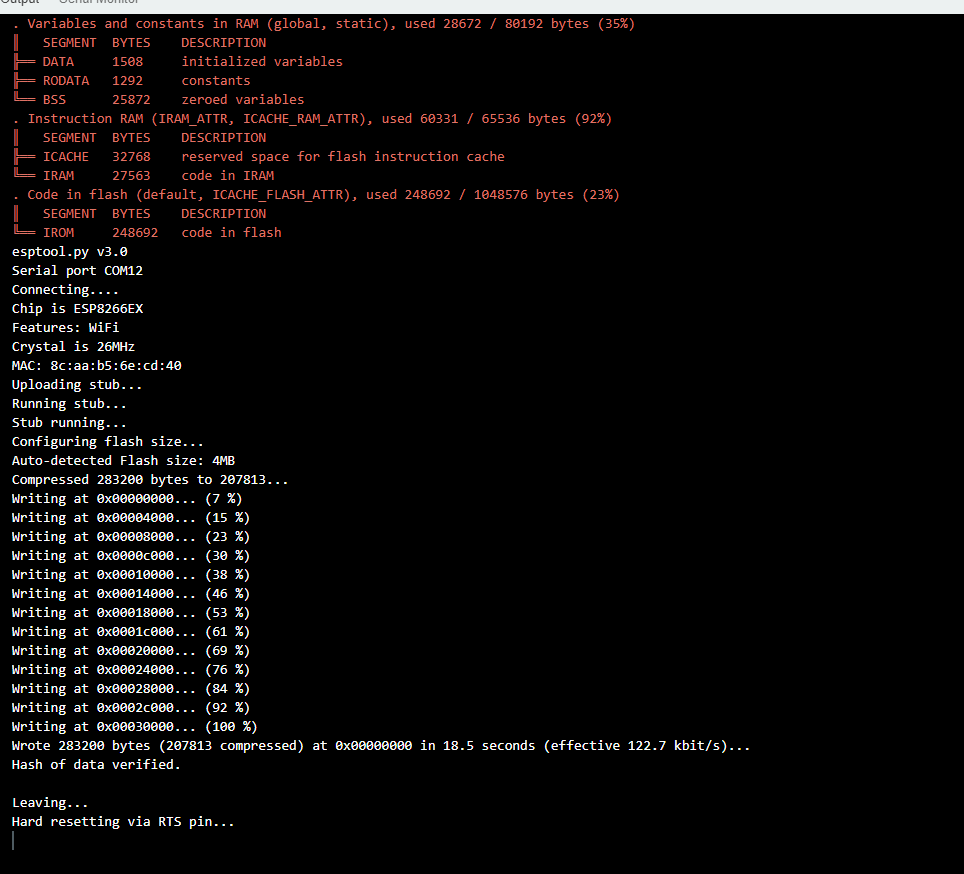 Output Serial Monitor
. Variables and constants in RAM (global, static), used 28672 / 80192 bytes (35%)
║   SEGMENT  BYTES    DESCRIPTION
╠══ DATA     1508     initialized variables
╠══ RODATA   1292     constants
╚══ BSS      25872    zeroed variables
. Instruction RAM (IRAM_ATTR, ICACHE_RAM_ATTR), used 60331 / 65536 bytes (92%)
║   SEGMENT  BYTES    DESCRIPTION
╠══ ICACHE   32768    reserved space for flash instruction cache
╚══ IRAM     27563    code in IRAM
. Code in flash (default, ICACHE_FLASH_ATTR), used 248692 / 1048576 bytes (23%)
║   SEGMENT  BYTES    DESCRIPTION
╚══ IROM     248692   code in flash
esptool.py v3.0
Serial port COM12
Connecting....
Chip is ESP8266EX
Features: WiFi
Crystal is 26MHz
MAC: 8c:aa:b5:6e:cd:40
Uploading stub...
Running stub...
Stub running...
Configuring flash size...
Auto-detected Flash size: 4MB
Compressed 283200 bytes to 207813...
Writing at 0x00000000... (7 %)
Writing at 0x00004000... (15 %)
Writing at 0x00008000... (23 %)
Writing at 0x0000c000... (30 %)
Writing at 0x00010000... (38 %)
Writing at 0x00014000... (46 %)
Writing at 0x00018000... (53 %)
Writing at 0x0001c000... (61 %)
Writing at 0x00020000... (69 %)
Writing at 0x00024000... (76 %)
Writing at 0x00028000... (84 %)
Writing at 0x0002c000... (92 %)
Writing at 0x00030000... (100 %)
Wrote 283200 bytes (207813 compressed) at 0x00000000 in 18.5 seconds (effective 122.7 kbit/s)...
Hash of data verified.
Leaving...
Hard resetting via RTS pin...